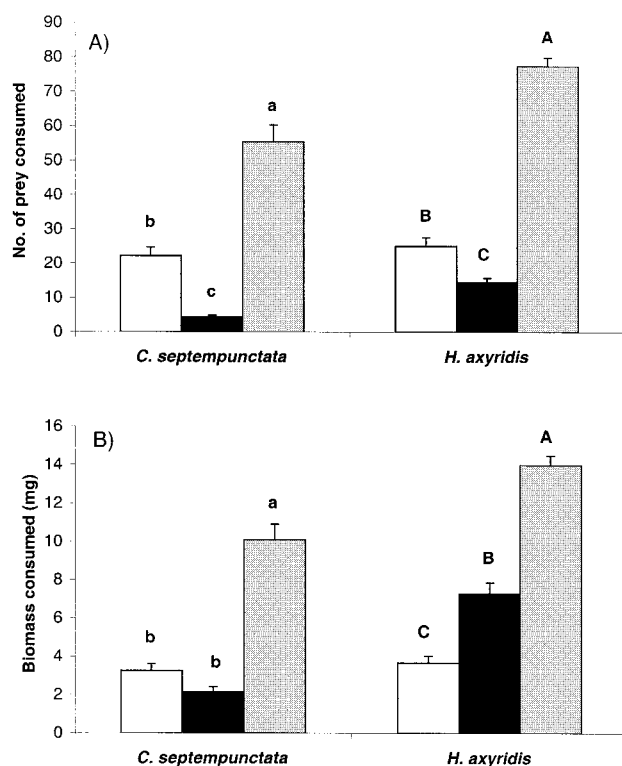 A)
No. of prey consumed
90
80
70
60
50
40
30
20
10
0
b
c
a
B
C
A
C. septempunctata
H. axyridis
B)
Biomass consumed (mg)
16
14
12
10
8
6
4
2
0
b
b
a
C
B
A
C. septempunctata
H. axyridis